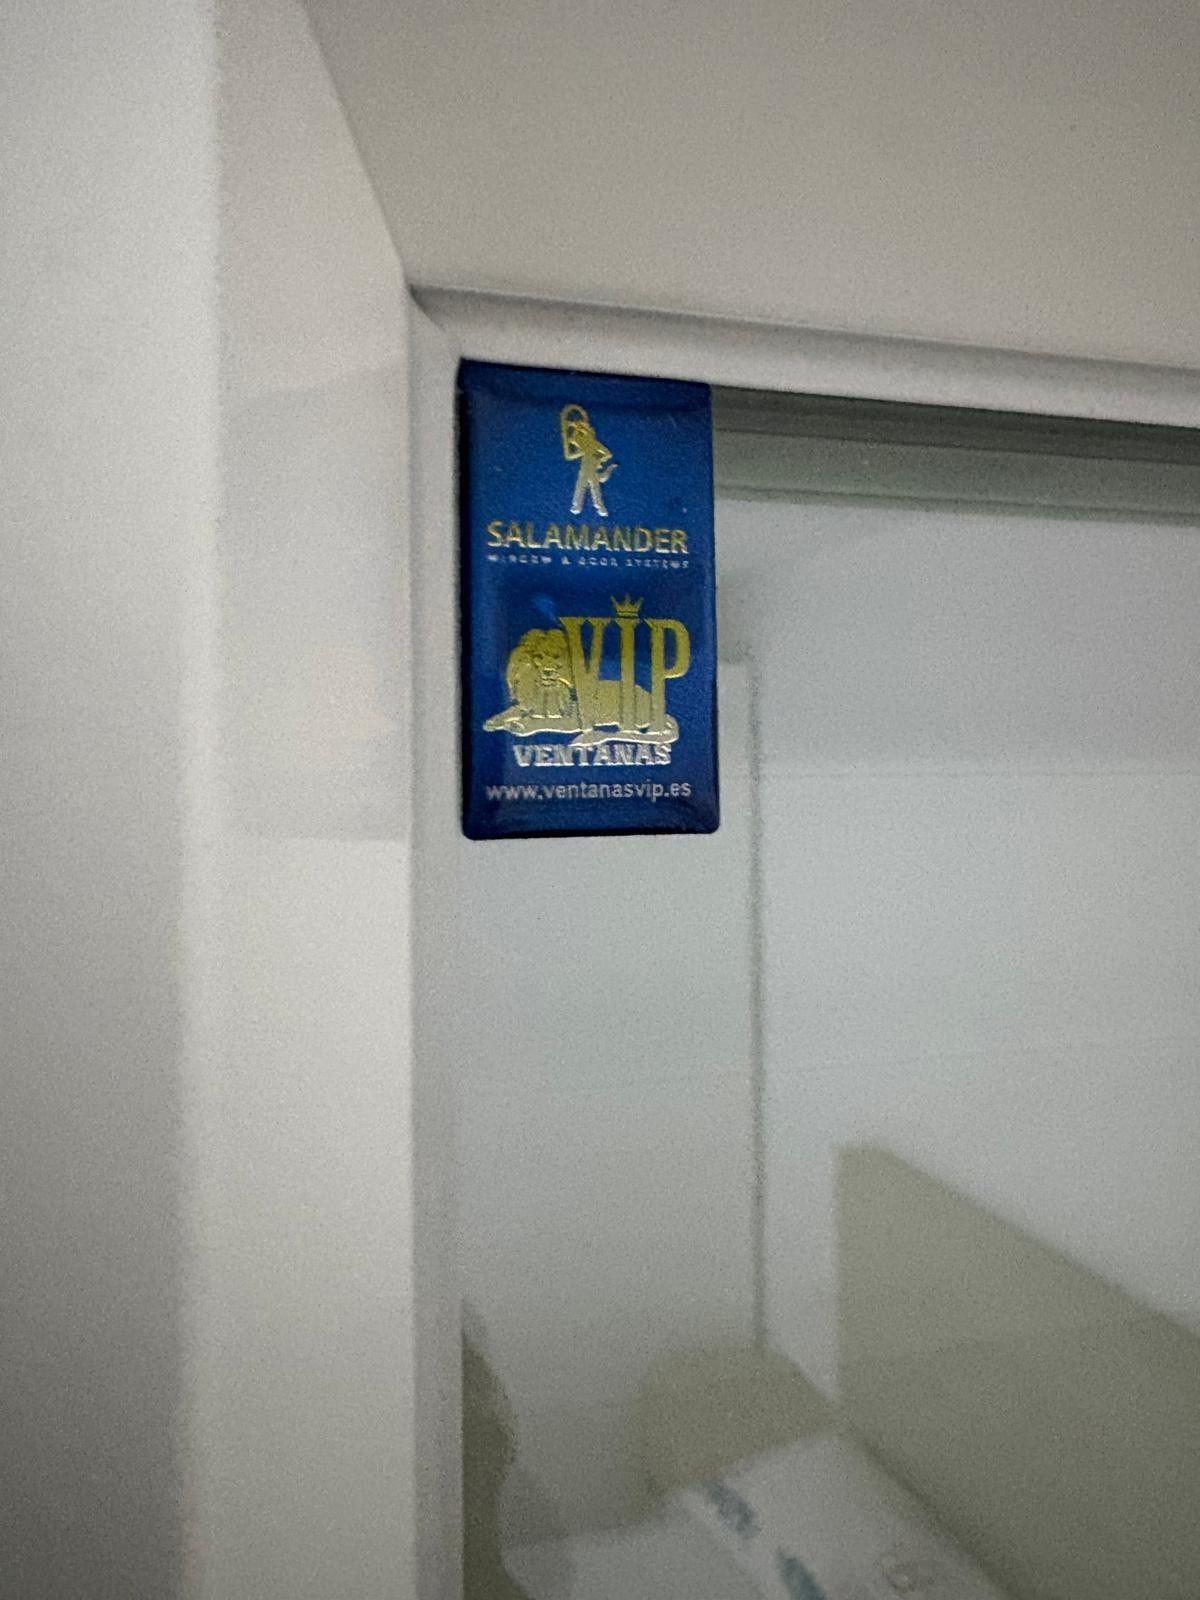 SALAMANDER
WINDOW & DOOR SYSTEMS
VIP
VENTANAS
www.ventanasvip.es